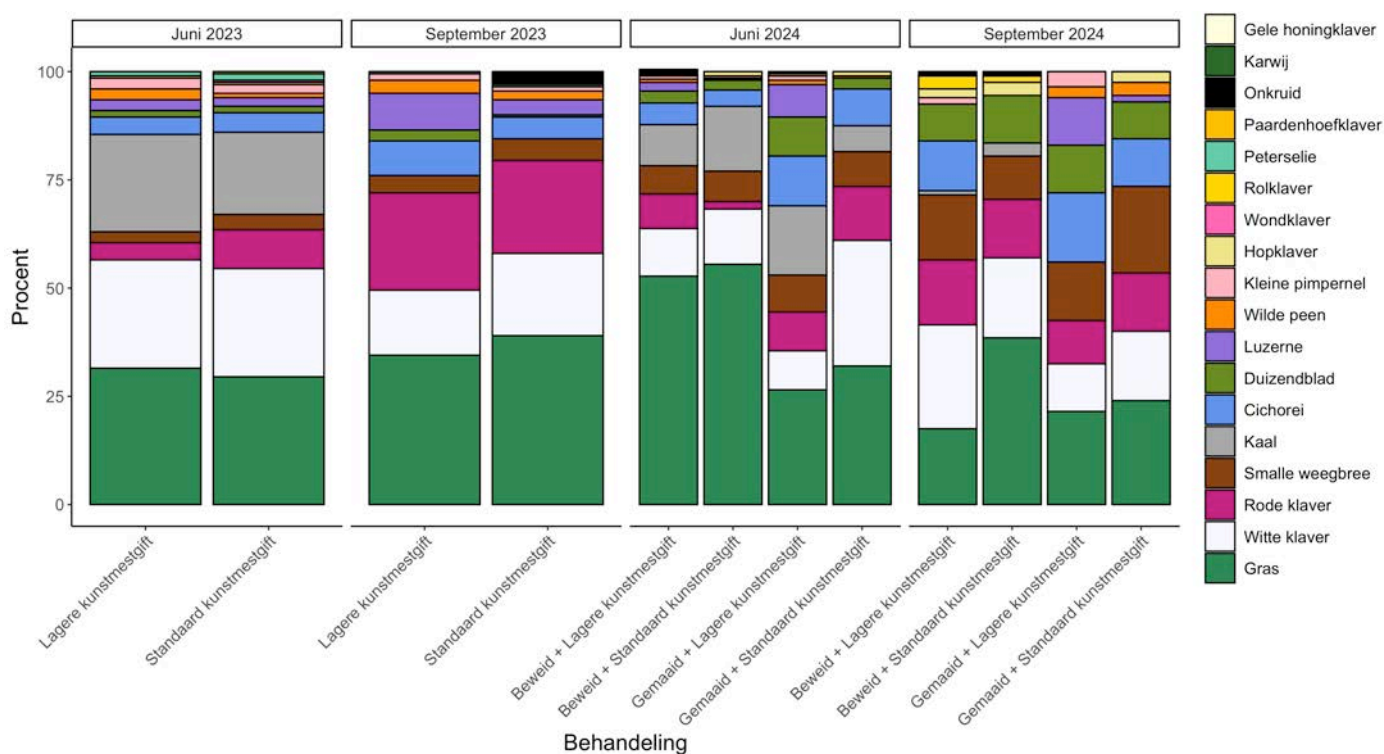 Juni 2023
September 2023
Juni 2024
September 2024
Procent
100
75
50
25
0
Lagere kunstmestgift
Standaard kunstmestgift
Lagere kunstmestgift
Standaard kunstmestgift
Beweid + Lagere kunstmestgift
Beweid + Standaard kunstmestgift
Gemaaid + Lagere kunstmestgift
Gemaaid + Standaard kunstmestgift
Beweid + Lagere kunstmestgift
Beweid + Standaard kunstmestgift
Gemaaid + Lagere kunstmestgift
Gemaaid + Standaard kunstmestgift
Behandeling
Gele honingklaver
Karwij
Onkruid
Paardenhoefklaver
Peterselie
Rolklaver
Wondklaver
Hopklaver
Kleine pimpernel
Wilde peen
Luzerne
Duizendblad
Cichorei
Kaal
Smalle weegbree
Rode klaver
Witte klaver
Gras